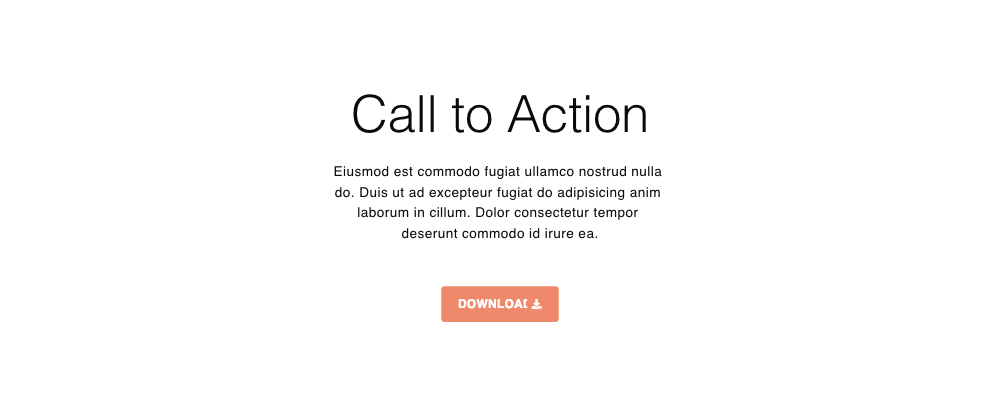 Call to Action
Eiusmod est commodo fugiat ullamco nostrud nulla
do. Duis ut ad excepteur fugiat do adipisicing anim
laborum in cillum. Dolor consectetur tempor
deserunt commodo id irure ea.
DOWNLOAD